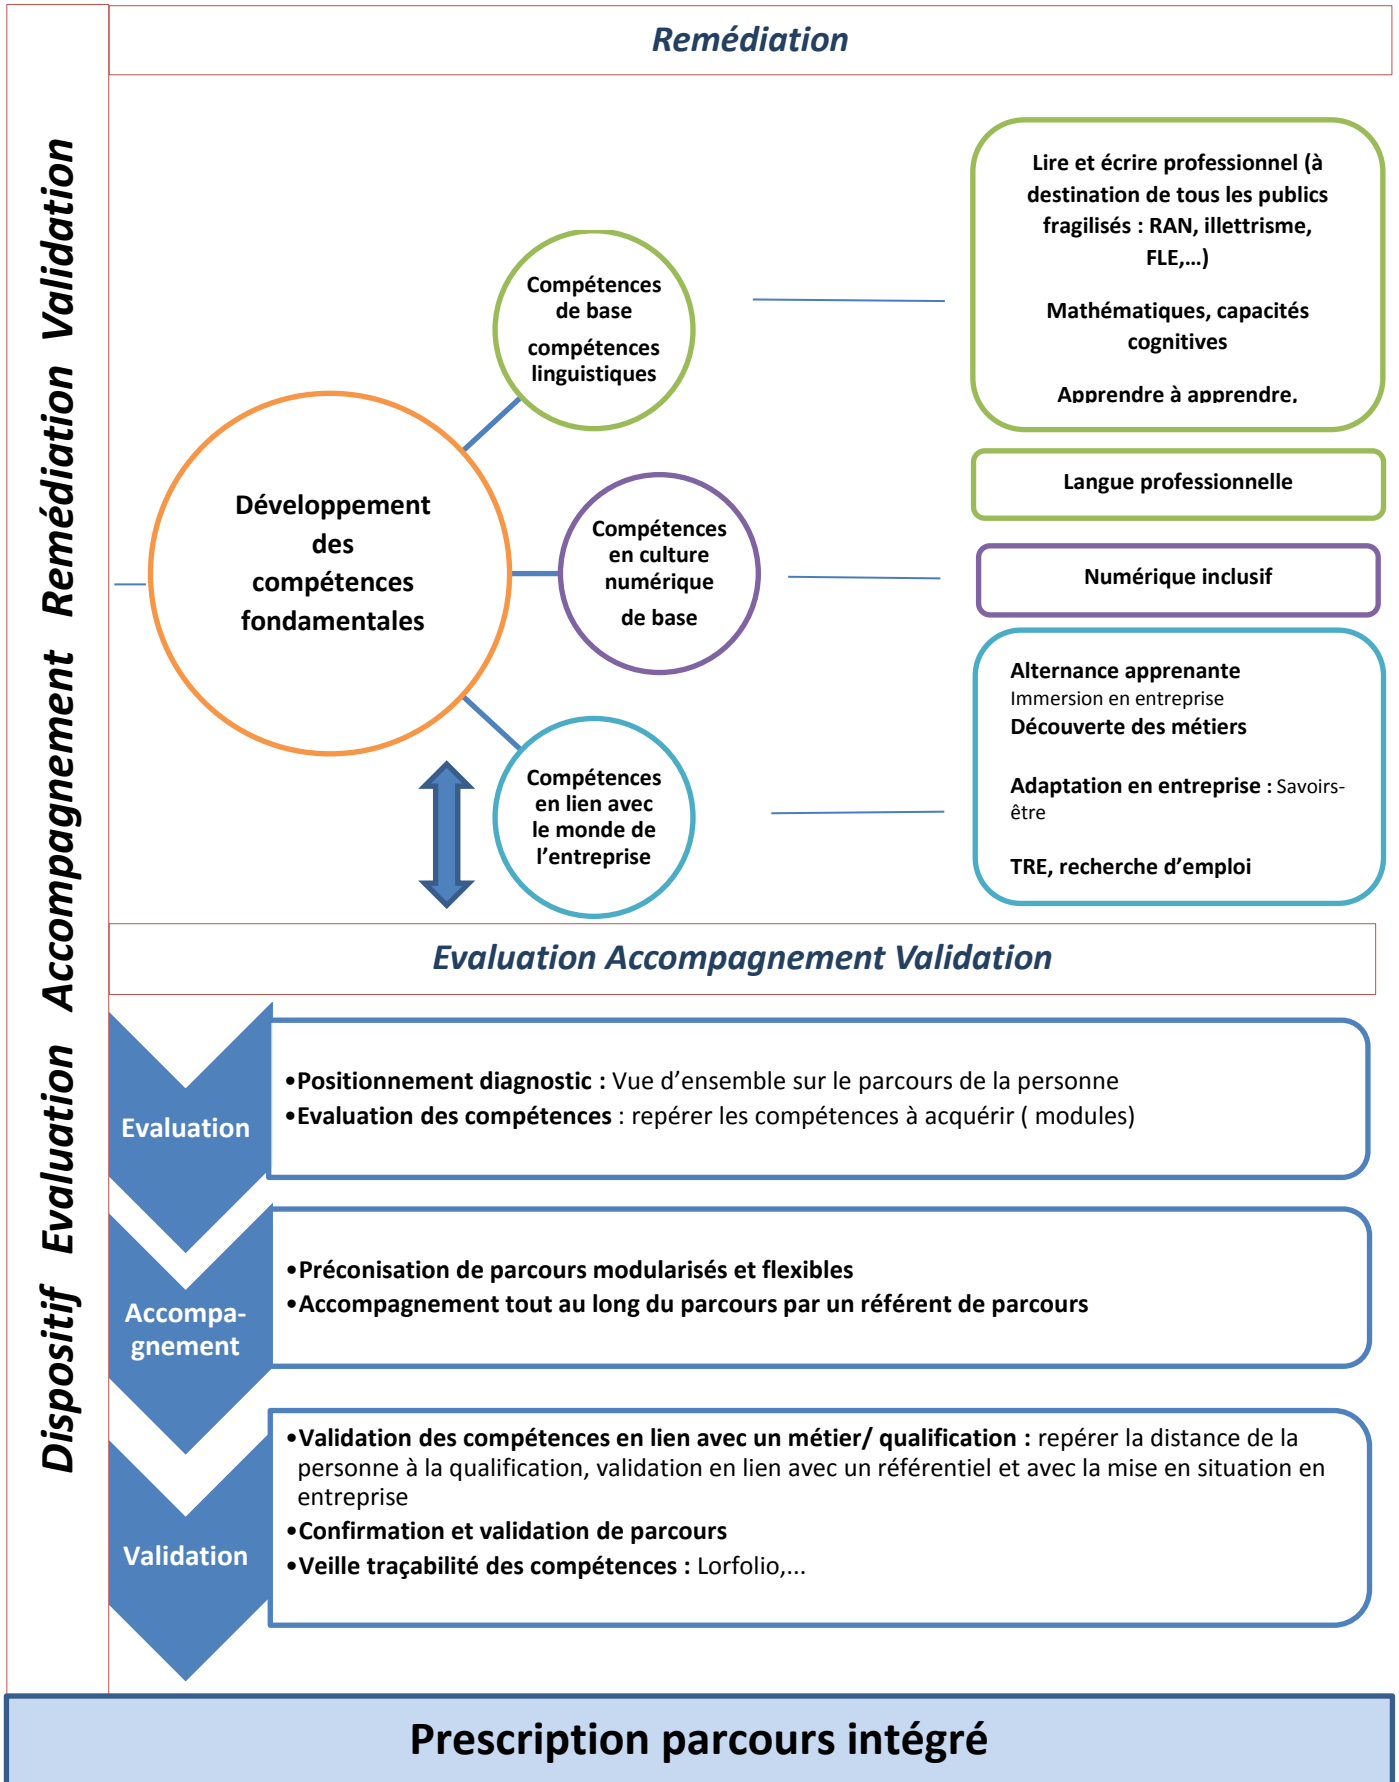 Dispositif Evaluation Accompagnement Remédiation Validation
Remédiation
Lire et écrire professionnel (à
destination de tous les publics
fragilisés : RAN, illettrisme,
FLE,…)
Mathématiques, capacités
cognitives
Apprendre à apprendre,
Compétences
de base
compétences
linguistiques
Langue professionnelle
Développement
des
compétences
fondamentales
Compétences
en culture
numérique
de base
Numérique inclusif
Compétences
en lien avec
le monde de
l’entreprise
Alternance apprenante
Immersion en entreprise
Découverte des métiers
Adaptation en entreprise : Savoirs-
être
TRE, recherche d’emploi
Evaluation Accompagnement Validation
Evaluation
•Positionnement diagnostic : Vue d’ensemble sur le parcours de la personne
•Evaluation des compétences : repérer les compétences à acquérir ( modules)
Accompa-
gnement
•Préconisation de parcours modularisés et flexibles
•Accompagnement tout au long du parcours par un référent de parcours
Validation
•Validation des compétences en lien avec un métier/ qualification : repérer la distance de la
personne à la qualification, validation en lien avec un référentiel et avec la mise en situation en
entreprise
•Confirmation et validation de parcours
•Veille traçabilité des compétences : Lorfolio,...
Prescription parcours intégré